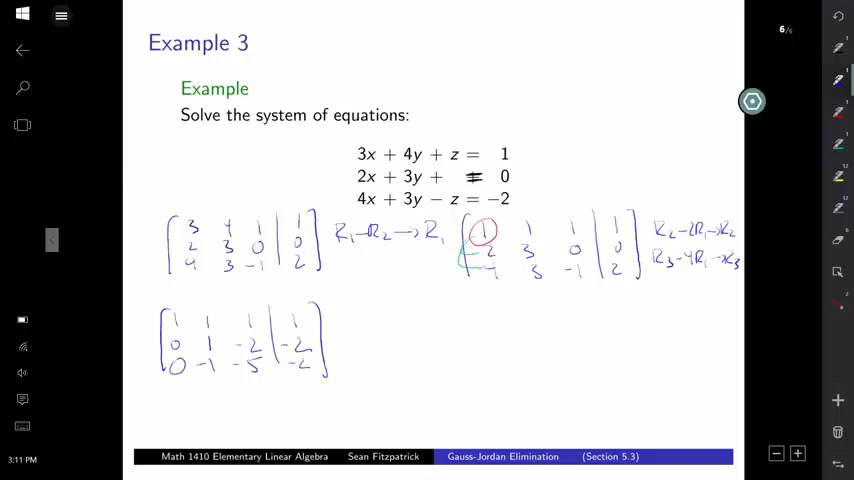 6/6
Example 3
Example
Solve the system of equations:
3x + 4y + z = 1
2x + 3y + = 0
4x + 3y − z = −2
3 4 1 | 1
2 3 0 | 0
4 3 -1 | 2
R1 - R2 → R1
1 1 1 | 1
2 3 0 | 0
4 3 -1 | 2
R2 - 2R1 → R2
R3 - 4R1 → R3
1 1 1 | 1
0 1 -2 | -2
0 -1 -5 | -2
3:11 PM
Math 1410 Elementary Linear Algebra Sean Fitzpatrick Gauss-Jordan Elimination (Section 5.3)